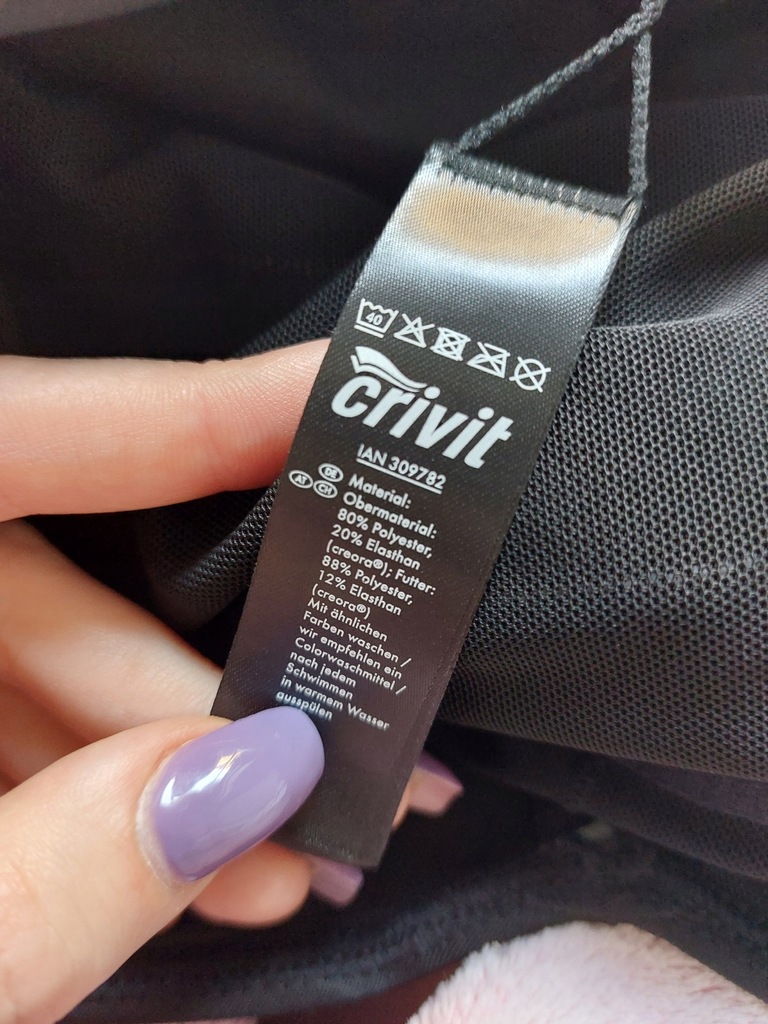 40
crivit
IAN 309782
DE
AT CH
Material:
Obermaterial:
80% Polyester,
20% Elasthan
(creora®); Futter:
88% Polyester,
12% Elasthan
(creora®)
Mit ähnlichen
Farben waschen /
wir empfehlen ein
Colorwaschmittel /
nach jedem
Schwimmen
in warmem Wasser
ausspülen